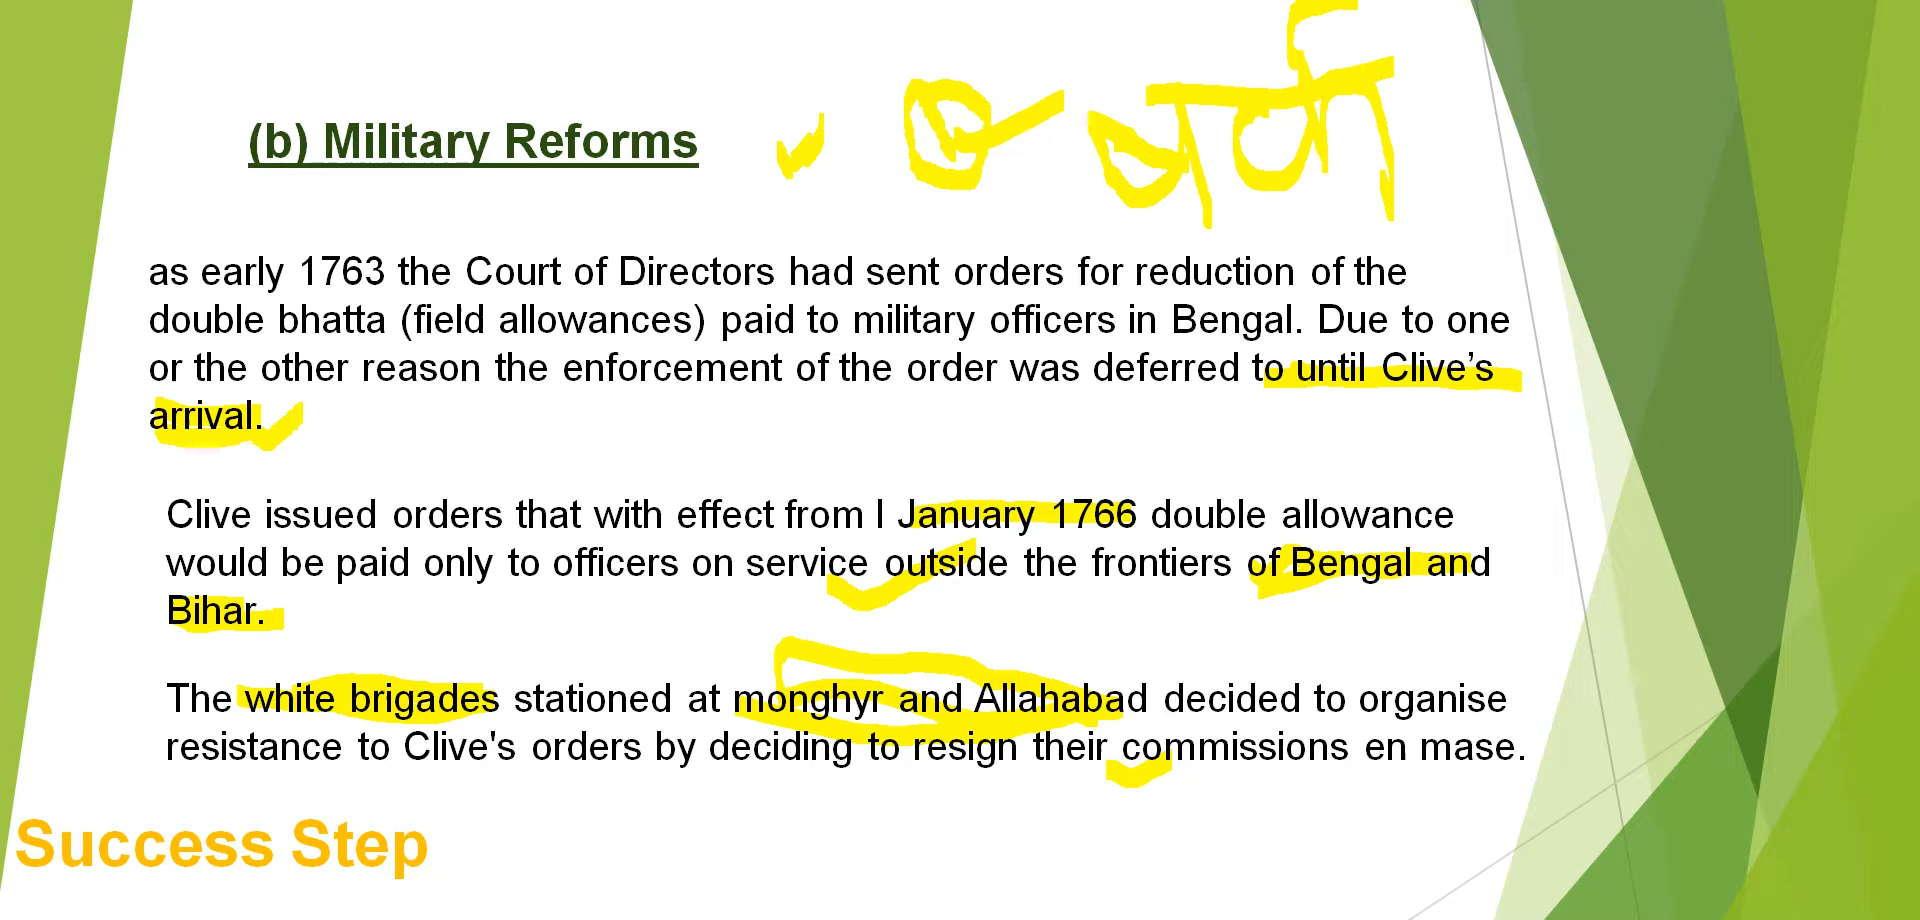 (b) Military Reforms
as early 1763 the Court of Directors had sent orders for reduction of the
double bhatta (field allowances) paid to military officers in Bengal. Due to one
or the other reason the enforcement of the order was deferred to until Clive’s
arrival.
Clive issued orders that with effect from I January 1766 double allowance
would be paid only to officers on service outside the frontiers of Bengal and
Bihar.
The white brigades stationed at monghyr and Allahabad decided to organise
resistance to Clive's orders by deciding to resign their commissions en mase.
Success Step